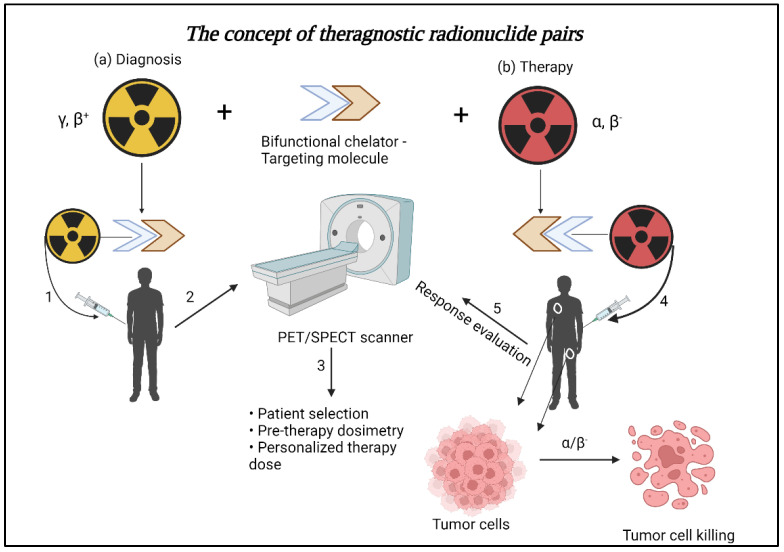 The concept of theragnostic radionuclide pairs
(a) Diagnosis
γ, β⁺
+
Bifunctional chelator -
Targeting molecule
+
(b) Therapy
α, β⁻
1
2
PET/SPECT scanner
3
• Patient selection
• Pre-therapy dosimetry
• Personalized therapy
dose
4
5
Response evaluation
α/β⁻
Tumor cells
Tumor cell killing